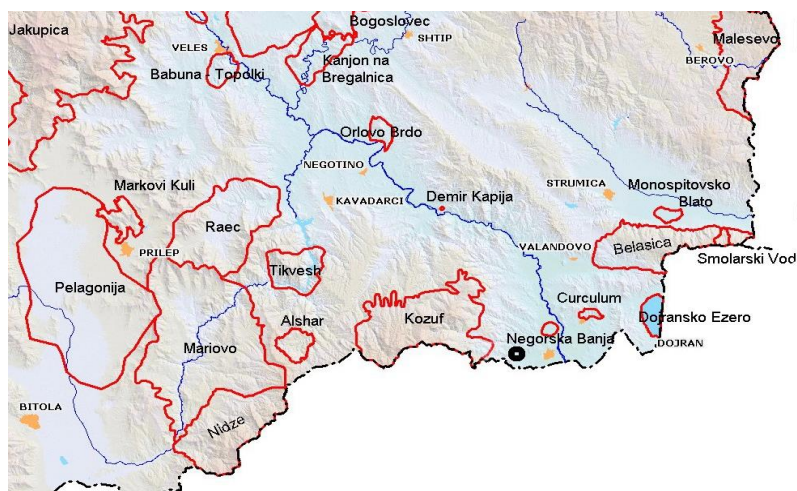 Bogoslovec
Jakupica
SHTIP
Malesevo
VELES
Kanjon na
Bregalnica
BEROVO
Babuna - Topolki
Orlovo Brdo
NEGOTINO
Markovi Kuli
STRUMICA
Monospitovsko
Blato
Demir Kapija
KAVADARCI
Raec
PRILEP
VALANDOVO
Belasica
Smolarski Vod
Tikvesh
Pelagonija
Curculum
Alshar
Kozuf
Dojransko Ezero
Mariovo
Negorska Banja
DOJRAN
BITOLA
Nidze